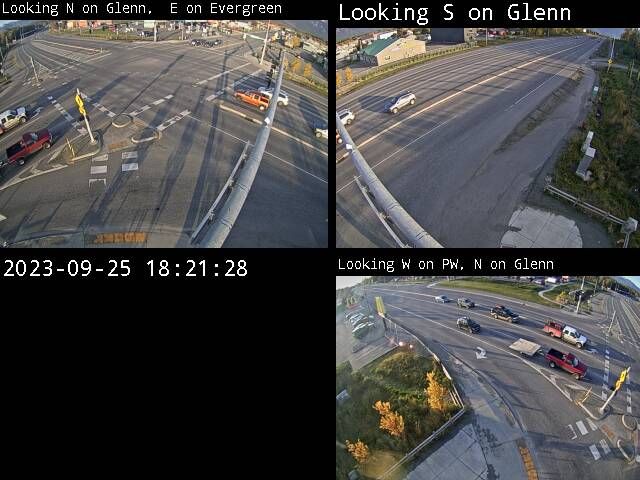 Looking N on Glenn, E on Evergreen
Looking S on Glenn
2023-09-25 18:21:28
Looking W on PW, N on Glenn